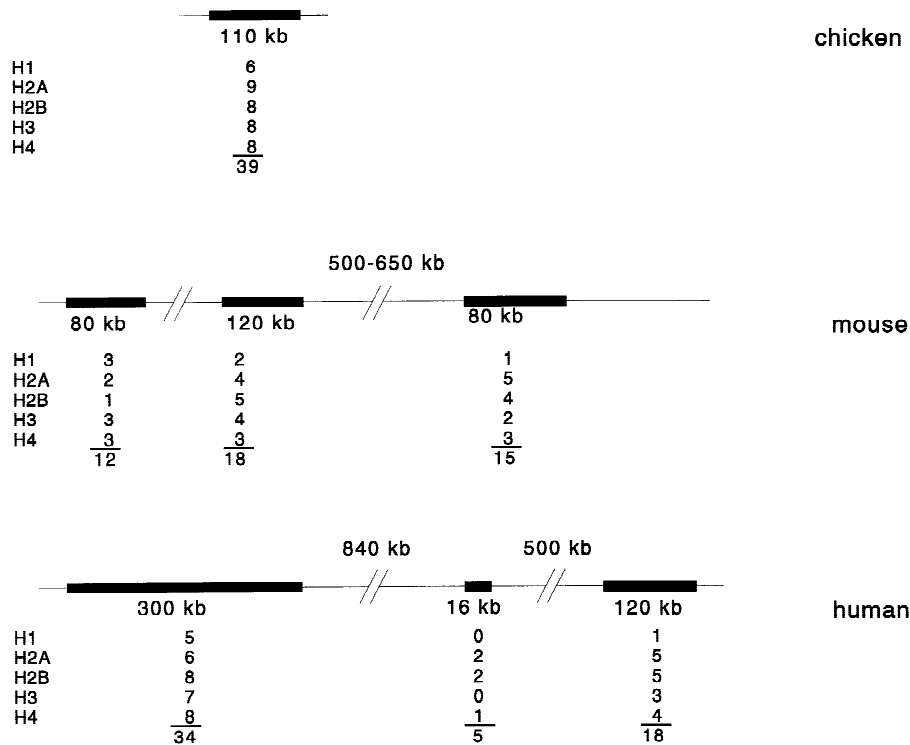 110 kb chicken
H1 6
H2A 9
H2B 8
H3 8
H4 8
39
500-650 kb
80 kb 120 kb 80 kb mouse
H1 3 2 1
H2A 2 4 5
H2B 1 5 4
H3 3 4 2
H4 3 3 3
12 18 15
840 kb 500 kb
300 kb 16 kb 120 kb human
H1 5 0 1
H2A 6 2 5
H2B 8 2 5
H3 7 0 3
H4 8 1 4
34 5 18